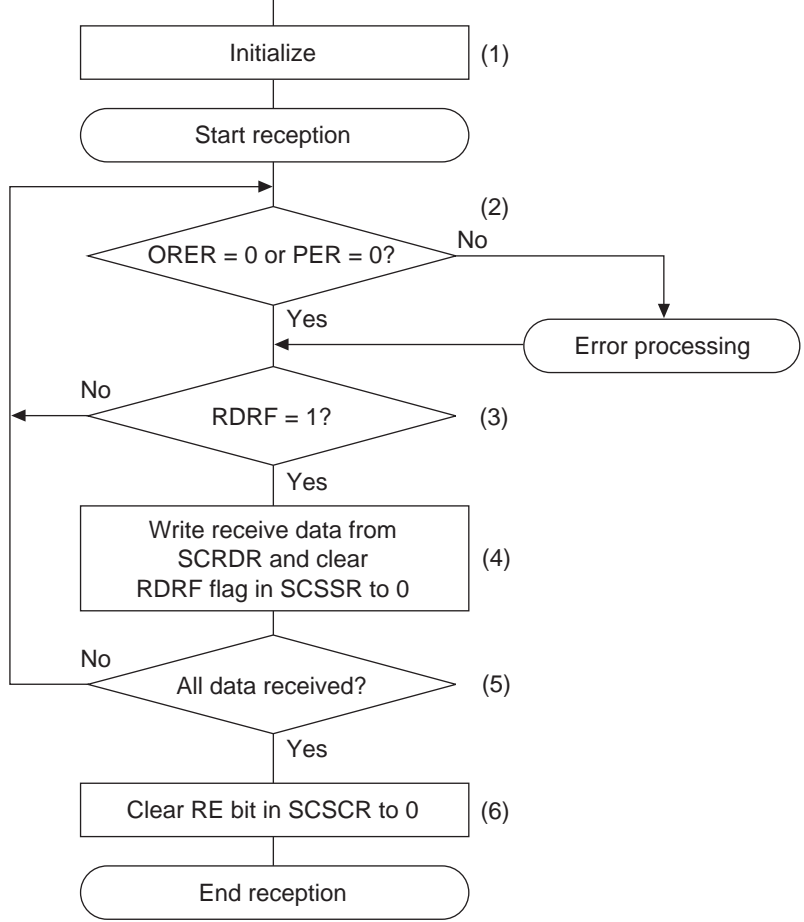 Initialize
(1)
Start reception
(2)
ORER = 0 or PER = 0?
No
Yes
Error processing
No
RDRF = 1?
(3)
Yes
Write receive data from
SCRDR and clear
RDRF flag in SCSSR to 0
(4)
No
All data received?
(5)
Yes
Clear RE bit in SCSCR to 0
(6)
End reception